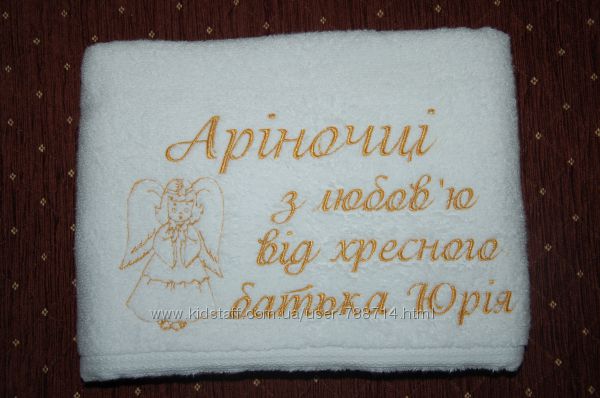 Аріночці
з любов'ю
від хресного
батька Юрія
www.kidstaff.com.ua/user-788714.html